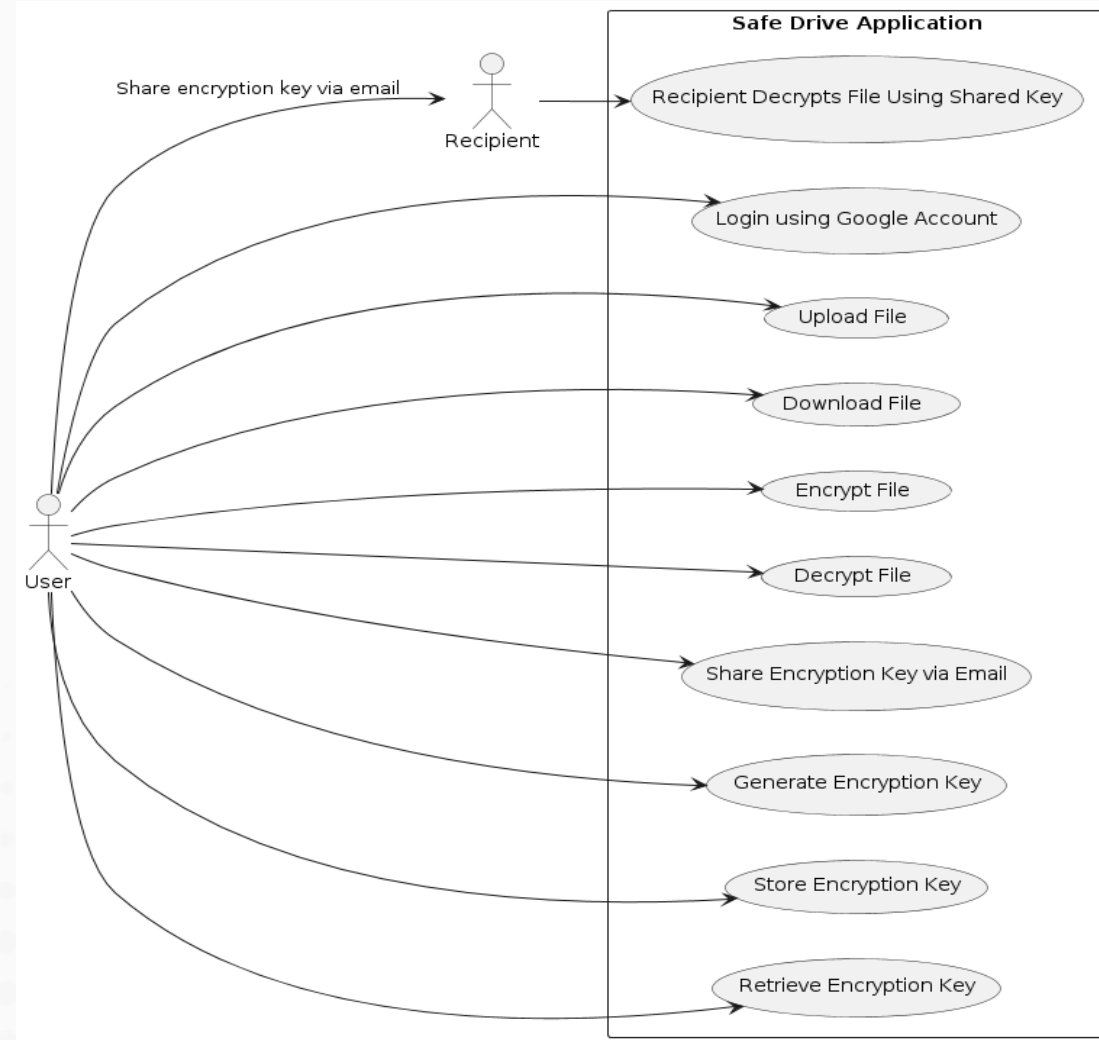 Safe Drive Application
Share encryption key via email
Recipient Decrypts File Using Shared Key
Recipient
Login using Google Account
Upload File
Download File
Encrypt File
Decrypt File
User
Share Encryption Key via Email
Generate Encryption Key
Store Encryption Key
Retrieve Encryption Key